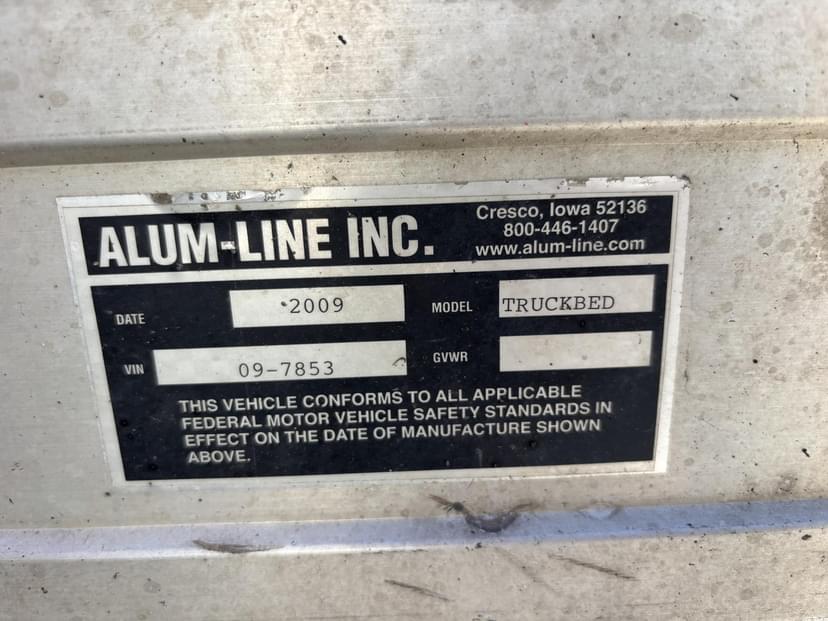 ALUM-LINE INC.
Cresco, Iowa 52136
800-446-1407
www.alum-line.com
DATE 2009 MODEL TRUCKBED
VIN 09-7853 GVWR
THIS VEHICLE CONFORMS TO ALL APPLICABLE
FEDERAL MOTOR VEHICLE SAFETY STANDARDS IN
EFFECT ON THE DATE OF MANUFACTURE SHOWN
ABOVE.